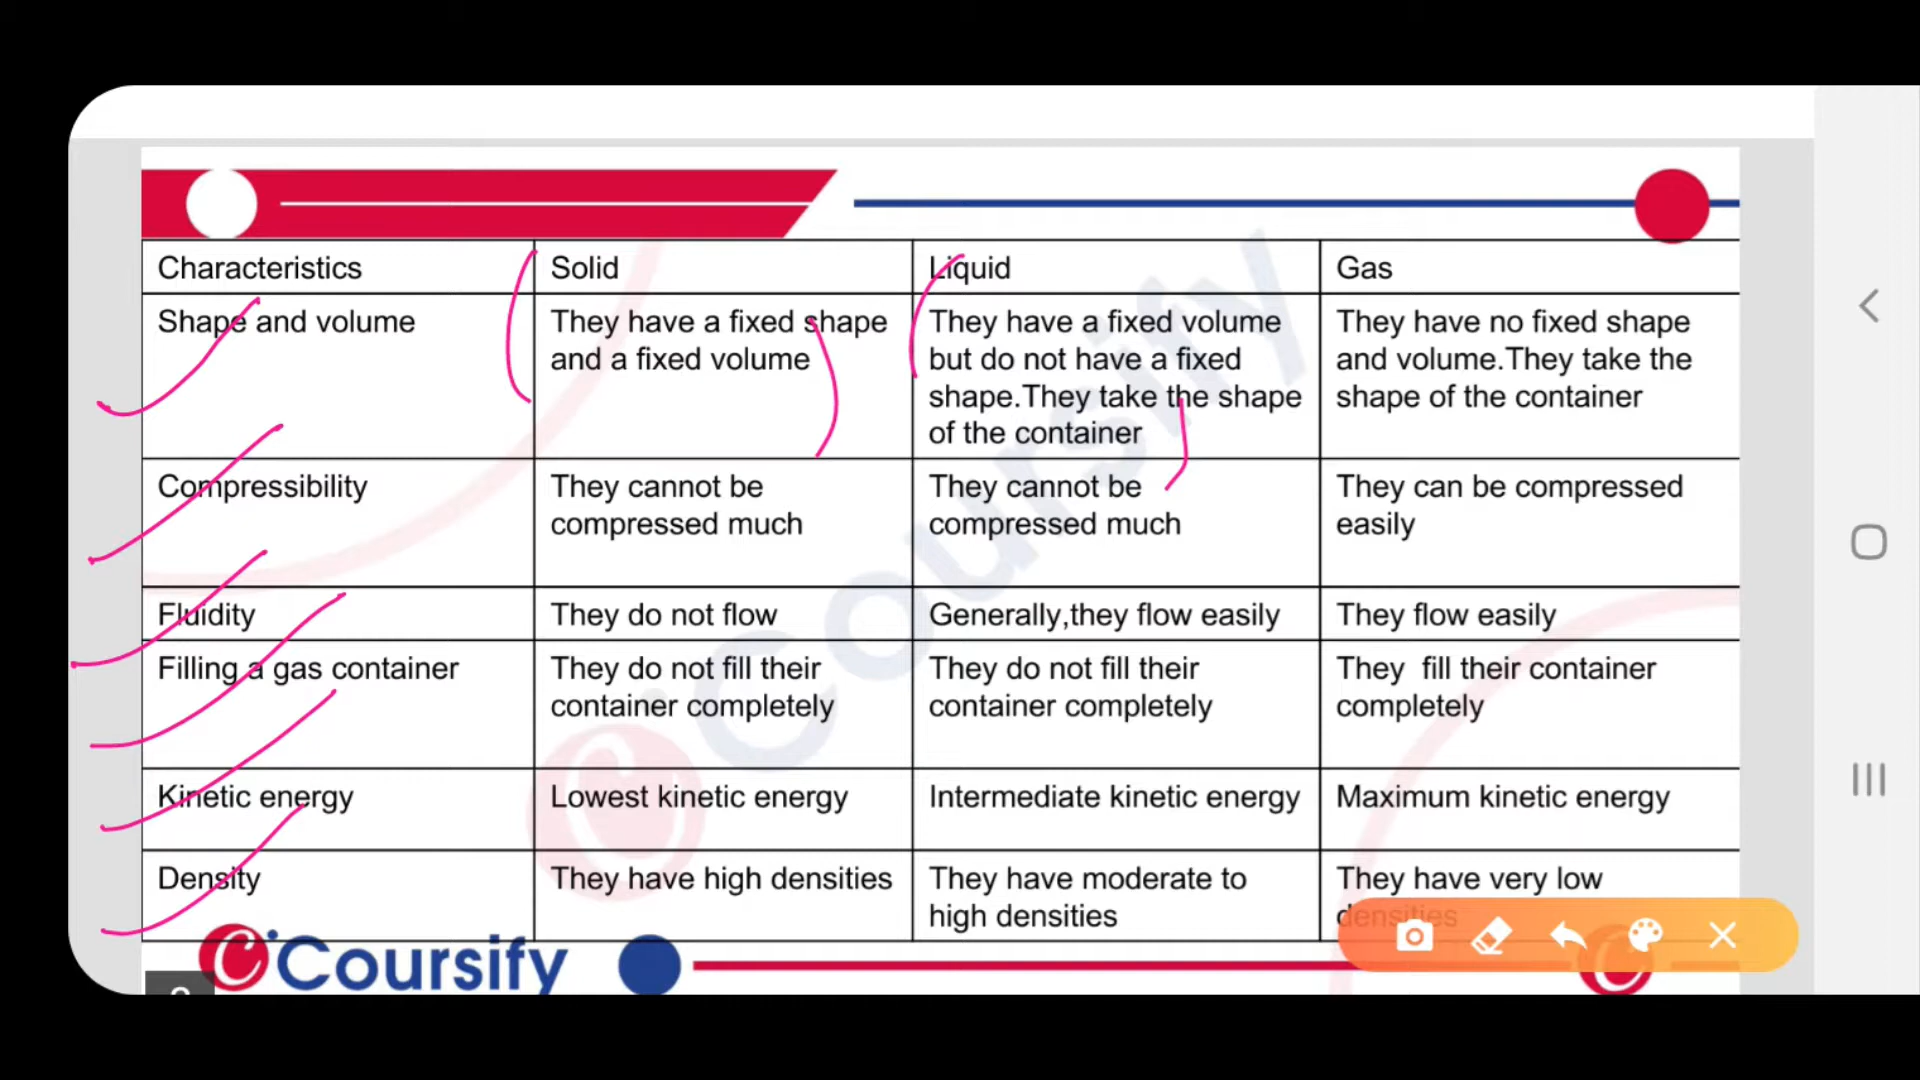 Characteristics
Solid
Liquid
Gas
Shape and volume
They have a fixed shape
and a fixed volume
They have a fixed volume
but do not have a fixed
shape.They take the shape
of the container
They have no fixed shape
and volume.They take the
shape of the container
Compressibility
They cannot be
compressed much
They cannot be
compressed much
They can be compressed
easily
Fluidity
They do not flow
Generally,they flow easily
They flow easily
Filling a gas container
They do not fill their
container completely
They do not fill their
container completely
They fill their container
completely
Kinetic energy
Lowest kinetic energy
Intermediate kinetic energy
Maximum kinetic energy
Density
They have high densities
They have moderate to
high densities
They have very low
densities
Coursify
Coursify